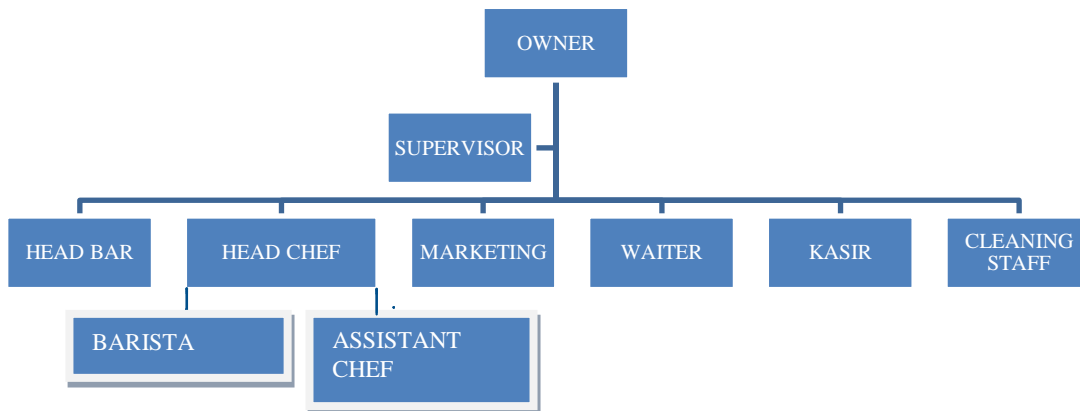 OWNER
SUPERVISOR
HEAD BAR
HEAD CHEF
MARKETING
WAITER
KASIR
CLEANING
STAFF
BARISTA
ASSISTANT
CHEF